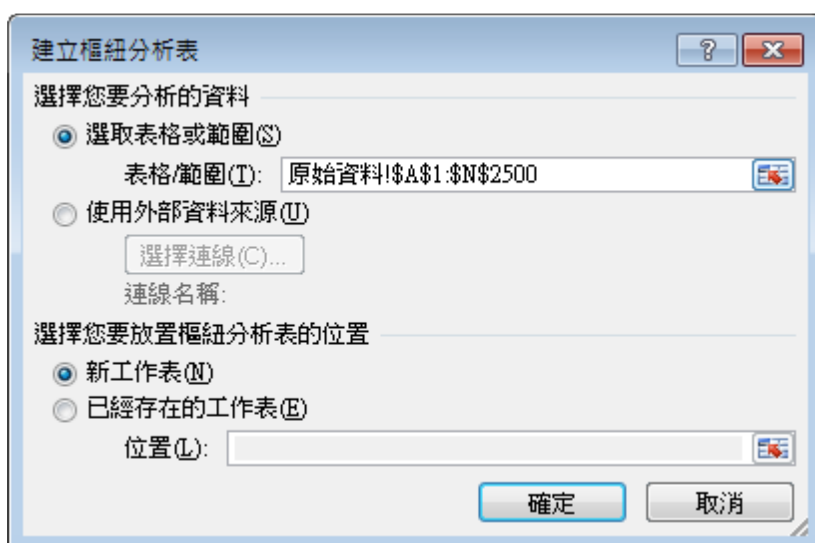 建立樞紐分析表
選擇您要分析的資料
選取表格或範圍(S)
表格/範圍(T): 原始資料!$A$1:$N$2500
使用外部資料來源(U)
選擇連線(C)...
連線名稱:
選擇您要放置樞紐分析表的位置
新工作表(N)
已經存在的工作表(E)
位置(L):
確定 取消